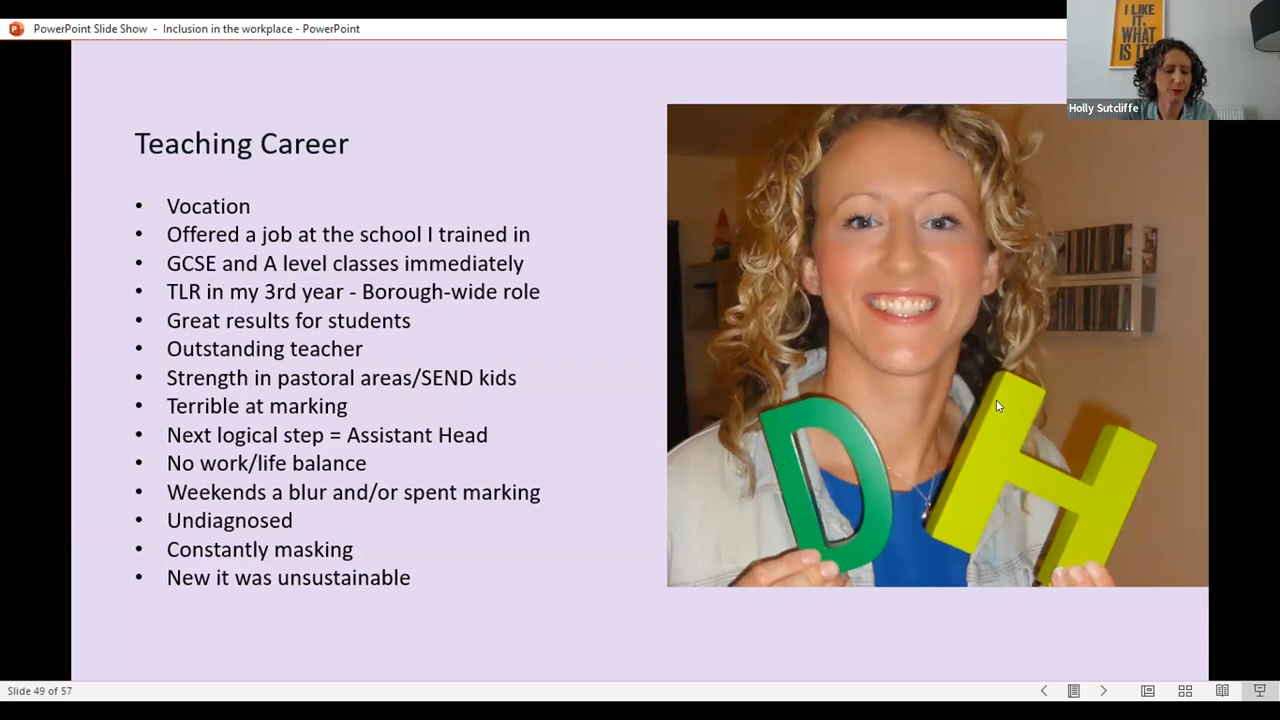 PowerPoint Slide Show - Inclusion in the workplace - PowerPoint
I LIKE
IT.
WHAT
IS IT?
Holly Sutcliffe
Teaching Career
• Vocation
• Offered a job at the school I trained in
• GCSE and A level classes immediately
• TLR in my 3rd year - Borough-wide role
• Great results for students
• Outstanding teacher
• Strength in pastoral areas/SEND kids
• Terrible at marking
• Next logical step = Assistant Head
• No work/life balance
• Weekends a blur and/or spent marking
• Undiagnosed
• Constantly masking
• New it was unsustainable
D H
Slide 49 of 57